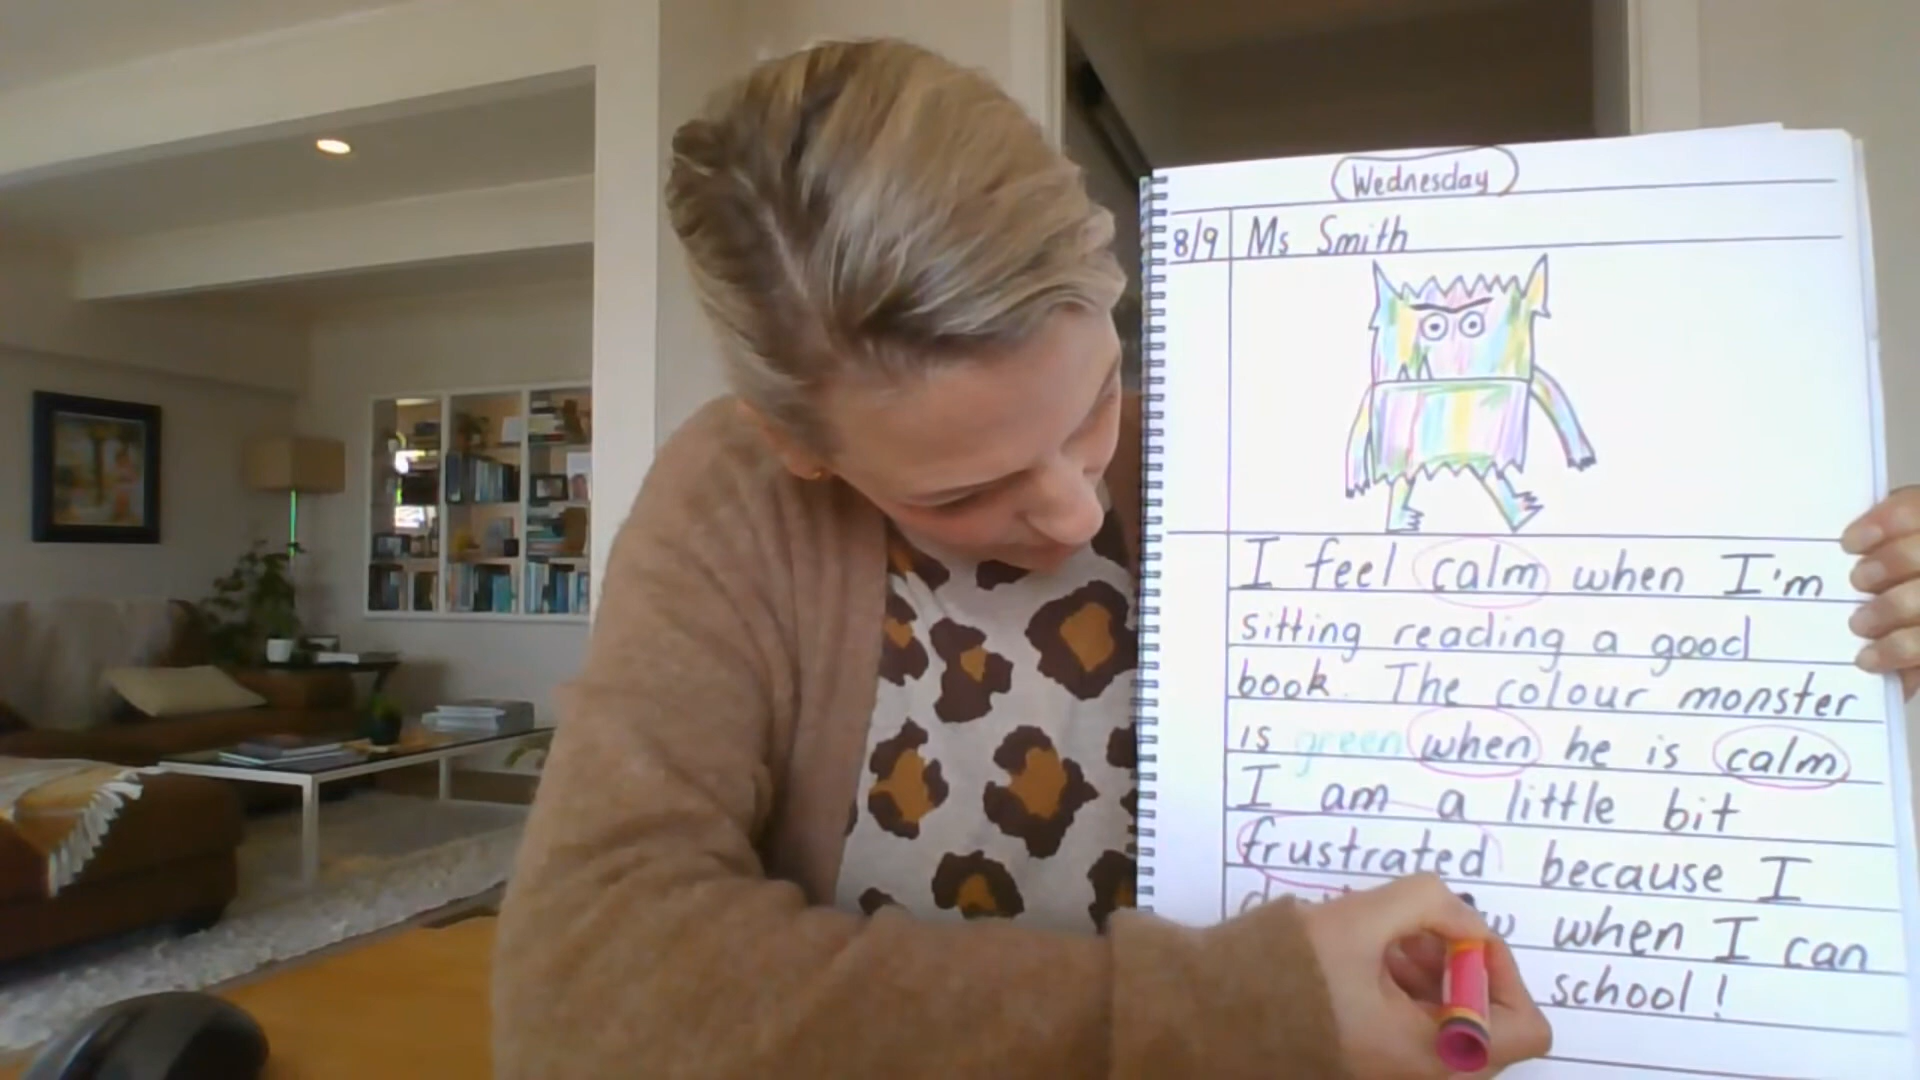 Wednesday
8/9 Ms Smith
I feel calm when I'm
sitting reading a good
book. The colour monster
is green when he is calm
I am a little bit
frustrated because I
when I can
school!